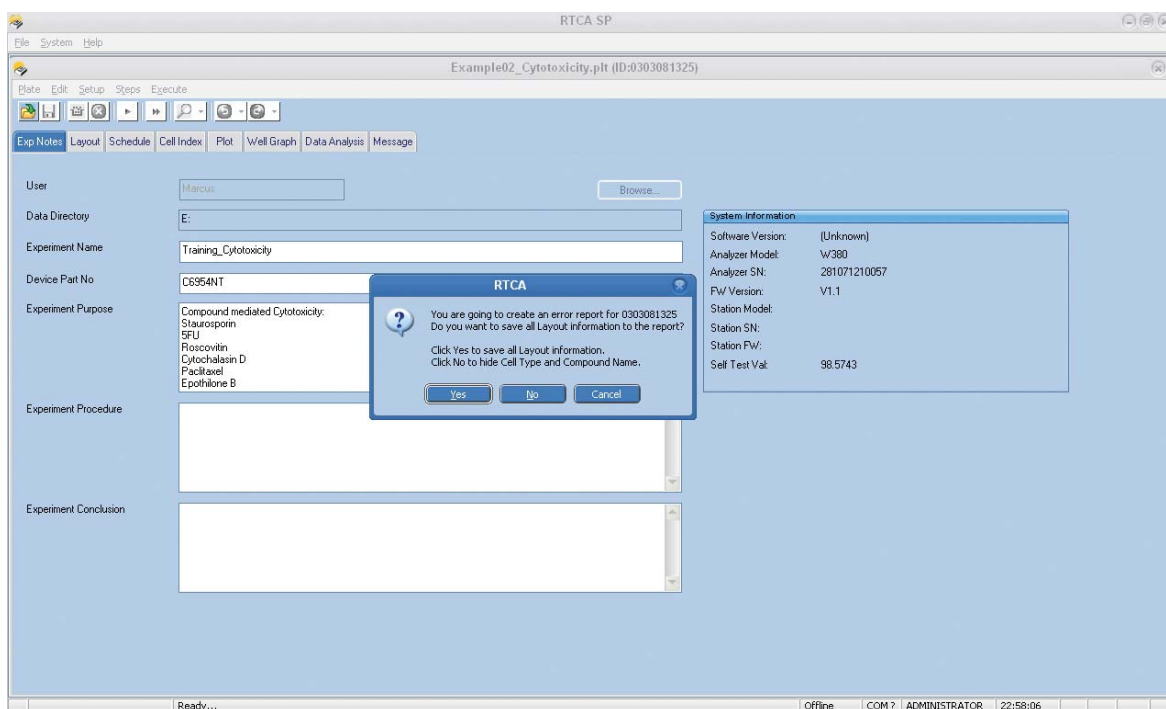 RTCA SP
File System Help
Example02_Cytotoxicity.plt (ID:0303081325)
Plate Edit Setup Steps Execute
Exp Notes Layout Schedule Cell Index Plot Well Graph Data Analysis Message
User Marcus Browse...
Data Directory E:
Experiment Name Training_Cytotoxicity
Device Part No C6954NT
Experiment Purpose Compound mediated Cytotoxicity:
Staurosporin
5FU
Roscovitin
Cytochalasin D
Paclitaxel
Epothilone B
Experiment Procedure
Experiment Conclusion
RTCA
You are going to create an error report for 0303081325
Do you want to save all Layout information to the report?
Click Yes to save all Layout information.
Click No to hide Cell Type and Compound Name.
Yes No Cancel
System Information
Software Version: (Unknown)
Analyzer Model: W380
Analyzer SN: 281071210057
FW Version: V1.1
Station Model:
Station SN:
Station FW:
Self Test Val: 98.5743
Ready... Offline COM ? ADMINISTRATOR 22:58:06